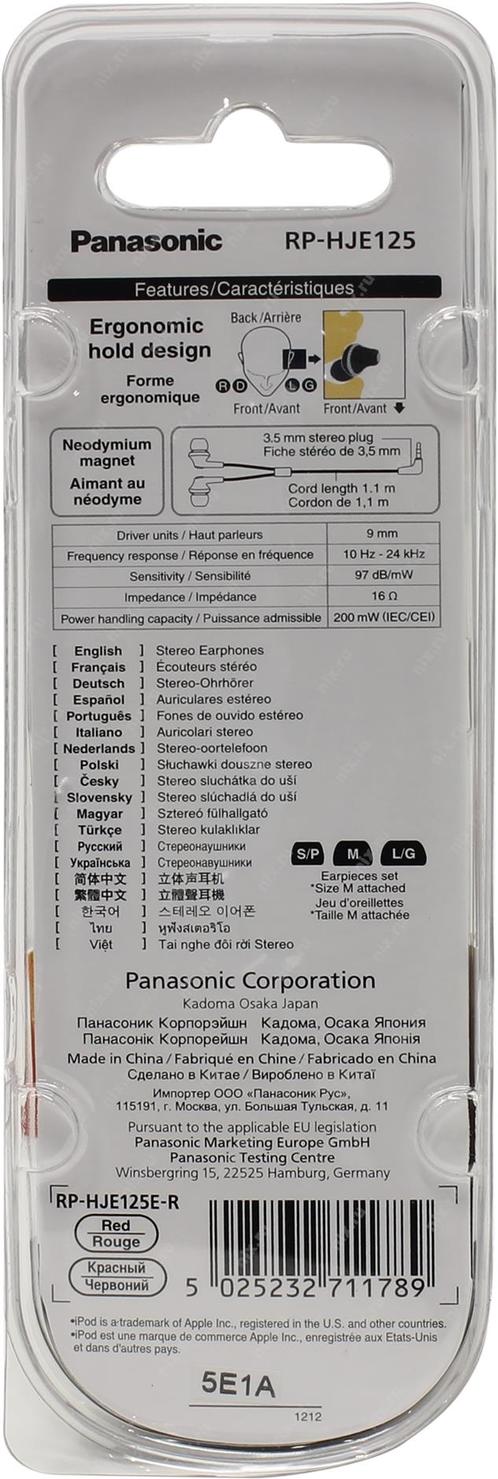 Panasonic RP-HJE125
Features/Caractéristiques
Ergonomic
hold design
Forme
ergonomique
Back/Arrière
R D L G
Front/Avant Front/Avant
Neodymium
magnet
Aimant au
néodyme
3.5 mm stereo plug
Fiche stéréo de 3,5 mm
Cord length 1.1 m
Cordon de 1,1 m
Driver units / Haut parleurs 9 mm
Frequency response / Réponse en fréquence 10 Hz - 24 kHz
Sensitivity / Sensibilité 97 dB/mW
Impedance / Impédance 16 Ω
Power handling capacity / Puissance admissible 200 mW (IEC/CEI)
[ English ] Stereo Earphones
[ Français ] Écouteurs stéréo
[ Deutsch ] Stereo-Ohrhörer
[ Español ] Auriculares estéreo
[ Português ] Fones de ouvido estéreo
[ Italiano ] Auricolari stereo
[ Nederlands ] Stereo-oortelefoon
[ Polski ] Słuchawki douszne stereo
[ Česky ] Stereo sluchátka do uší
[ Slovensky ] Stereo slúchadlá do uší
[ Magyar ] Sztereó fülhallgató
[ Türkçe ] Stereo kulaklıklar
[ Русский ] Стереонаушники
[ Українська ] Стереонавушники
[ 简体中文 ] 立体声耳机
[ 繁體中文 ] 立體聲耳機
[ 한국어 ] 스테레오 이어폰
[ ไทย ] หูฟังสเตอริโอ
[ Việt ] Tai nghe đôi rời Stereo
S/P M L/G
Earpieces set
*Size M attached
Jeu d'oreillettes
*Taille M attachée
Panasonic Corporation
Kadoma Osaka Japan
Панасоник Корпорэйшн Кадома, Осака Япония
Панасонік Корпорейшн Кадома, Осака Японія
Made in China / Fabriqué en Chine / Fabricado en China
Сделано в Китае / Вироблено в Китаї
Импортер ООО «Панасоник Рус»,
115191, г. Москва, ул. Большая Тульская, д. 11
Pursuant to the applicable EU legislation
Panasonic Marketing Europe GmbH
Panasonic Testing Centre
Winsbergring 15, 22525 Hamburg, Germany
RP-HJE125E-R
Red
Rouge
Красный
Червоний
5 025232 711789
•iPod is a trademark of Apple Inc., registered in the U.S. and other countries.
•iPod est une marque de commerce Apple Inc., enregistrée aux Etats-Unis
et dans d'autres pays.
5E1A
1212